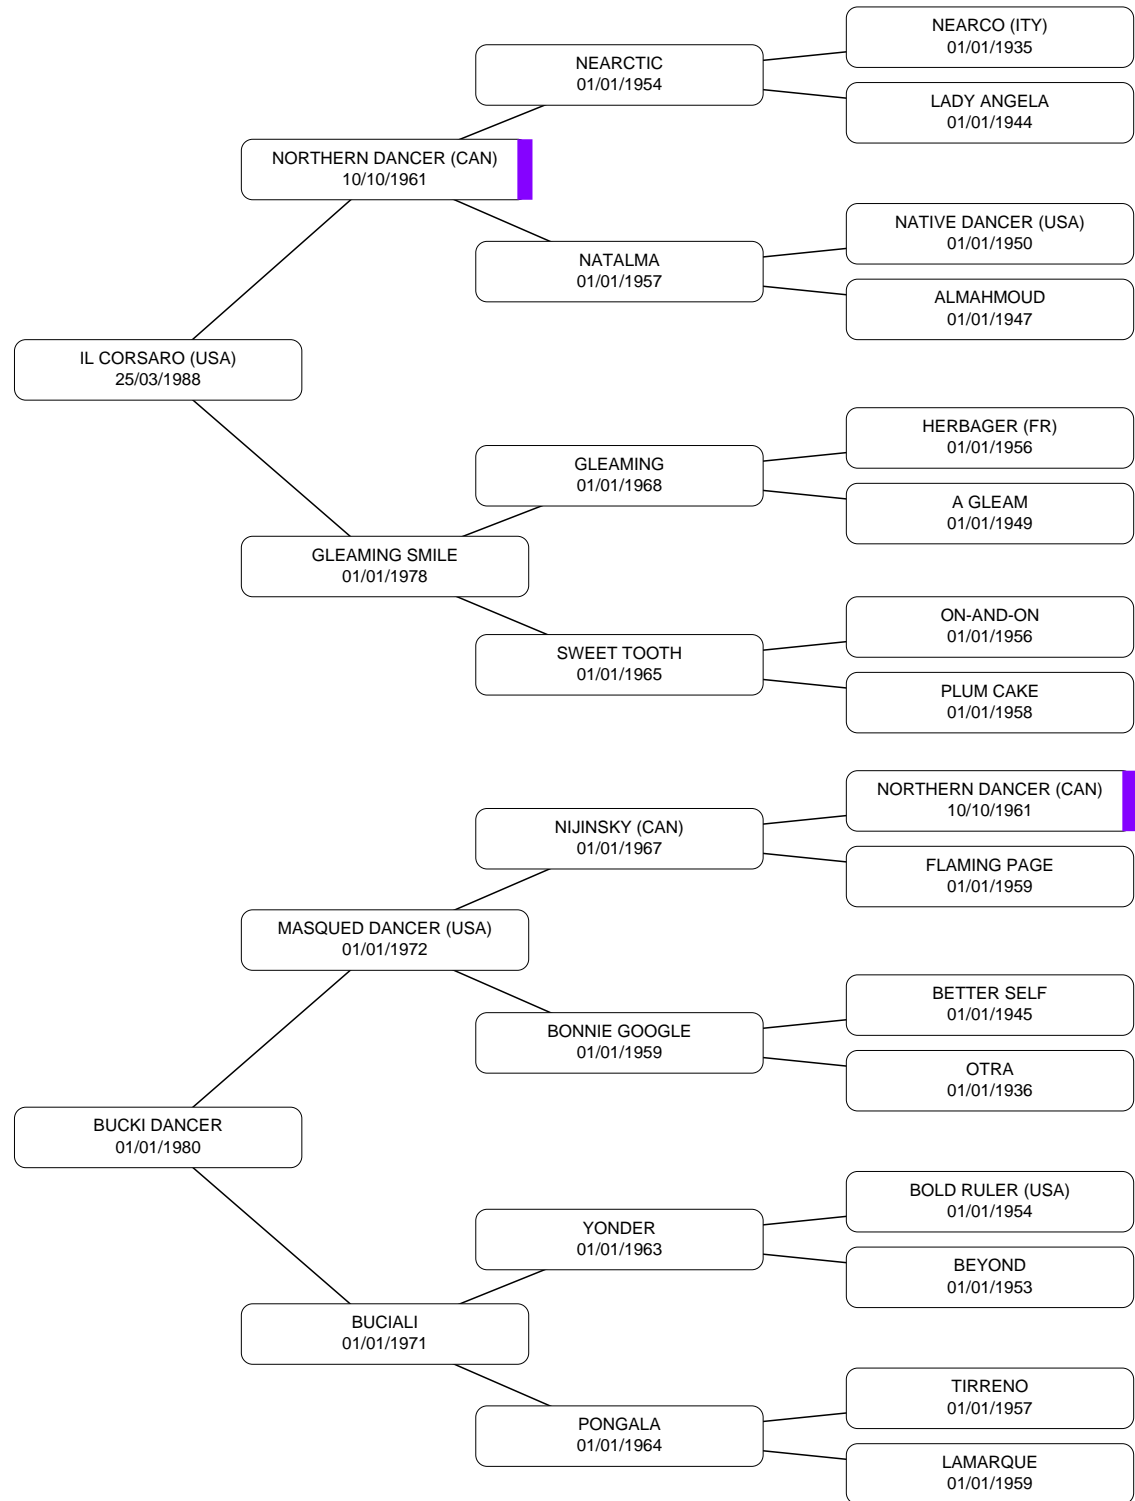 NEARCO (ITY)
01/01/1935
NEARCTIC
01/01/1954
LADY ANGELA
01/01/1944
NORTHERN DANCER (CAN)
10/10/1961
NATIVE DANCER (USA)
01/01/1950
NATALMA
01/01/1957
ALMAHMOUD
01/01/1947
IL CORSARO (USA)
25/03/1988
HERBAGER (FR)
01/01/1956
GLEAMING
01/01/1968
A GLEAM
01/01/1949
GLEAMING SMILE
01/01/1978
ON-AND-ON
01/01/1956
SWEET TOOTH
01/01/1965
PLUM CAKE
01/01/1958
NORTHERN DANCER (CAN)
10/10/1961
NIJINSKY (CAN)
01/01/1967
FLAMING PAGE
01/01/1959
MASQUED DANCER (USA)
01/01/1972
BETTER SELF
01/01/1945
BONNIE GOOGLE
01/01/1959
OTRA
01/01/1936
BUCKI DANCER
01/01/1980
BOLD RULER (USA)
01/01/1954
YONDER
01/01/1963
BEYOND
01/01/1953
BUCIALI
01/01/1971
TIRRENO
01/01/1957
PONGALA
01/01/1964
LAMARQUE
01/01/1959